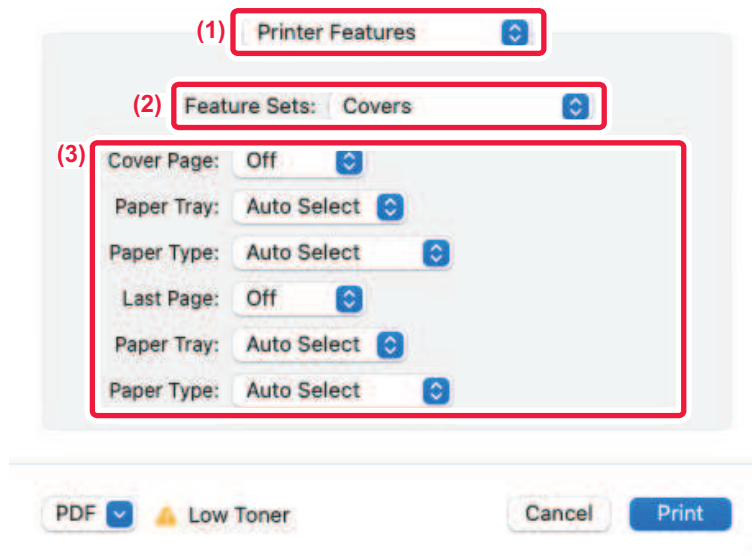 (1) Printer Features
(2) Feature Sets: Covers
(3) Cover Page: Off
Paper Tray: Auto Select
Paper Type: Auto Select
Last Page: Off
Paper Tray: Auto Select
Paper Type: Auto Select
PDF Low Toner Cancel Print